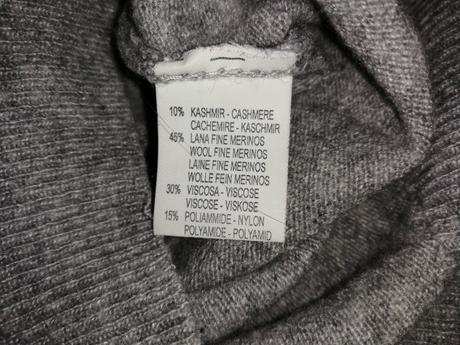 10% KASHMIR - CASHMERE
CACHEMIRE - KASCHMIR
45% LANA FINE MERINOS
WOOL FINE MERINOS
LAINE FINE MERINOS
WOLLE FEIN MERINOS
30% VISCOSA - VISCOSE
VISCOSE - VISKOSE
15% POLIAMMIDE - NYLON
POLYAMIDE - POLYAMID